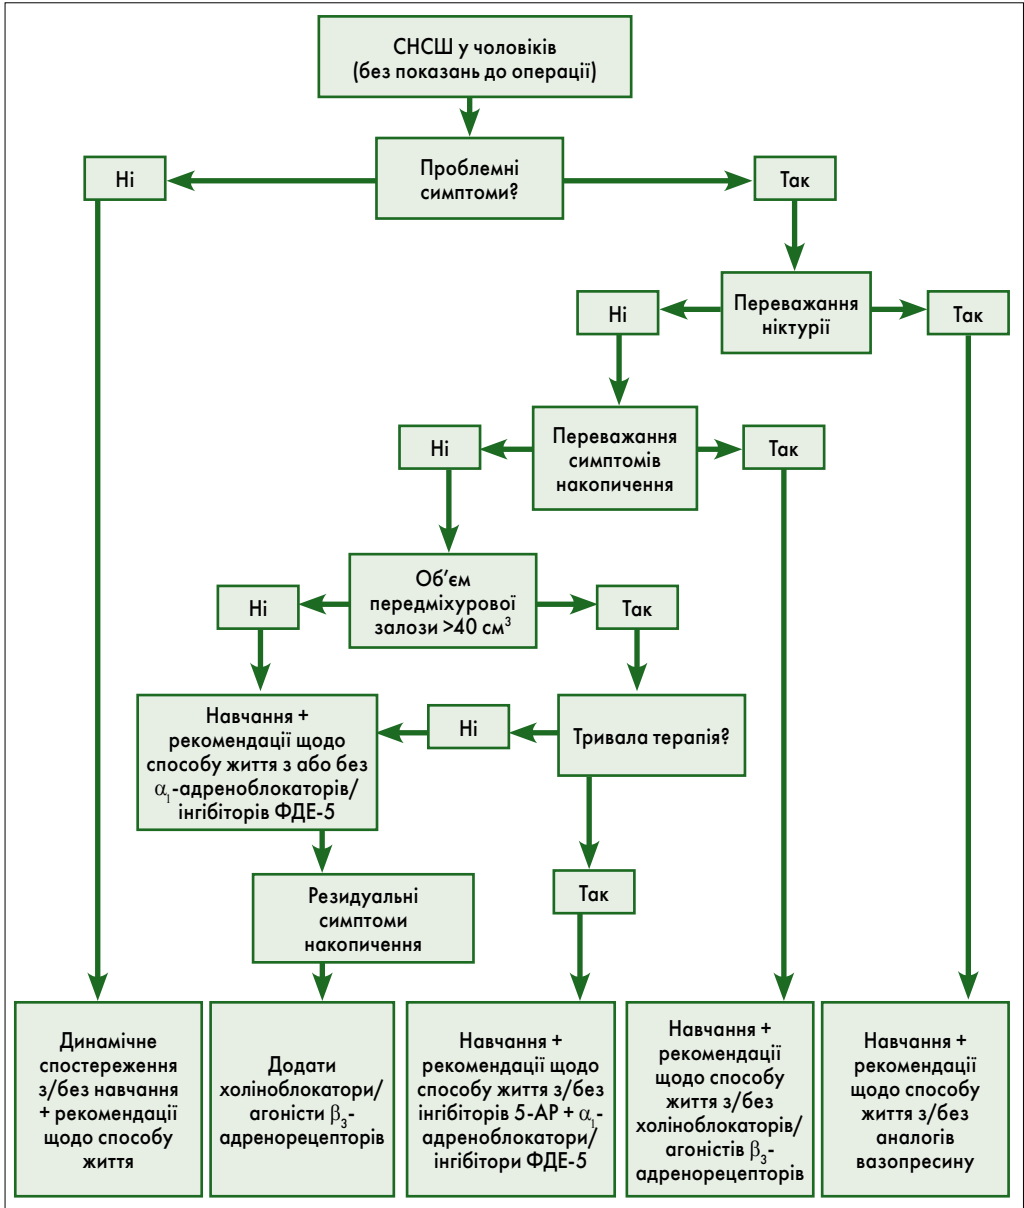 СНСШ у чоловіків
(без показань до операції)
Проблемні
симптоми?
Ні
Так
Переважання
ніктурії
Ні
Так
Переважання
симптомів
накопичення
Ні
Так
Об’єм
передміхурової
залози >40 см³
Ні
Так
Навчання +
рекомендації щодо
способу життя з або без
α₁-адреноблокаторів/
інгібіторів ФДЕ-5
Ні
Тривала терапія?
Резидуальні
симптоми
накопичення
Так
Динамічне
спостереження
з/без навчання
+ рекомендації
щодо способу
життя
Додати
холіноблокатори/
агоністи β₃-
адренорецепторів
Навчання +
рекомендації щодо
способу життя з/без
інгібіторів 5-АР + α₁-
адреноблокатори/
інгібітори ФДЕ-5
Навчання +
рекомендації
щодо способу
життя з/без
холіноблокаторів/
агоністів β₃-
адренорецепторів
Навчання +
рекомендації
щодо способу
життя з/без
аналогів
вазопресину